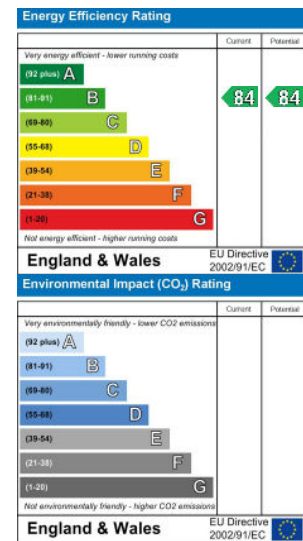 Energy Efficiency Rating
Current Potential
Very energy efficient - lower running costs
(92 plus) A
(81-91) B 84 84
(69-80) C
(55-68) D
(39-54) E
(21-38) F
(1-20) G
Not energy efficient - higher running costs
England & Wales EU Directive 2002/91/EC
Environmental Impact (CO₂) Rating
Current Potential
Very environmentally friendly - lower CO2 emissions
(92 plus) A
(81-91) B
(69-80) C
(55-68) D
(39-54) E
(21-38) F
(1-20) G
Not environmentally friendly - higher CO2 emissions
England & Wales EU Directive 2002/91/EC